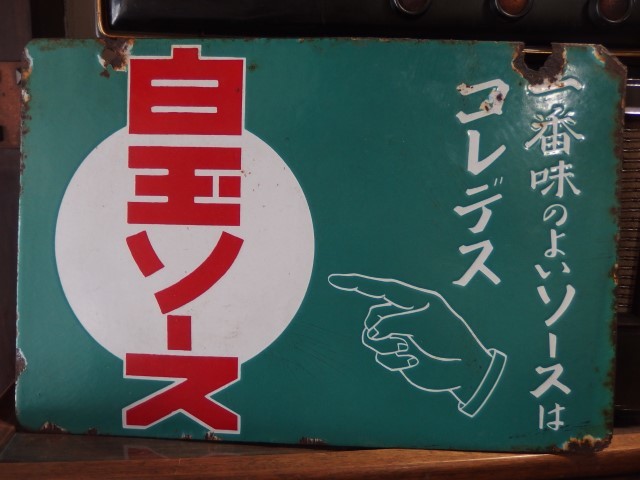 一番味のよいソースは
コレデス
白玉ソース